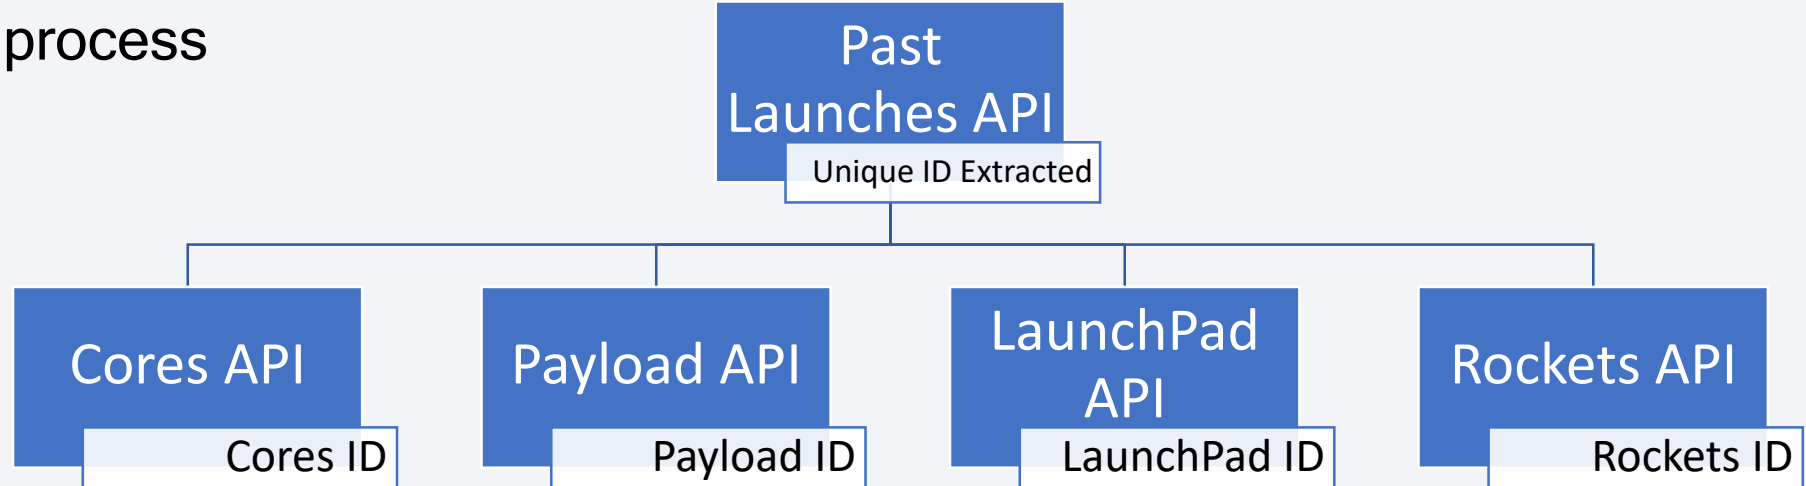 process
Past
Launches API
Unique ID Extracted
Cores API
Cores ID
Payload API
Payload ID
LaunchPad
API
LaunchPad ID
Rockets API
Rockets ID